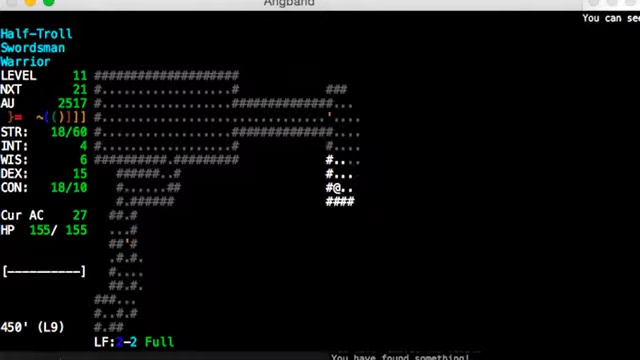 Angband
You can see
Half-Troll
Swordsman
Warrior
LEVEL 11
NXT 21
AU 2517
STR: 18/60
INT: 4
WIS: 6
DEX: 15
CON: 18/10
Cur AC 27
HP 155/ 155
[----------]
450' (L9)
LF:2-2 Full
You have found something!